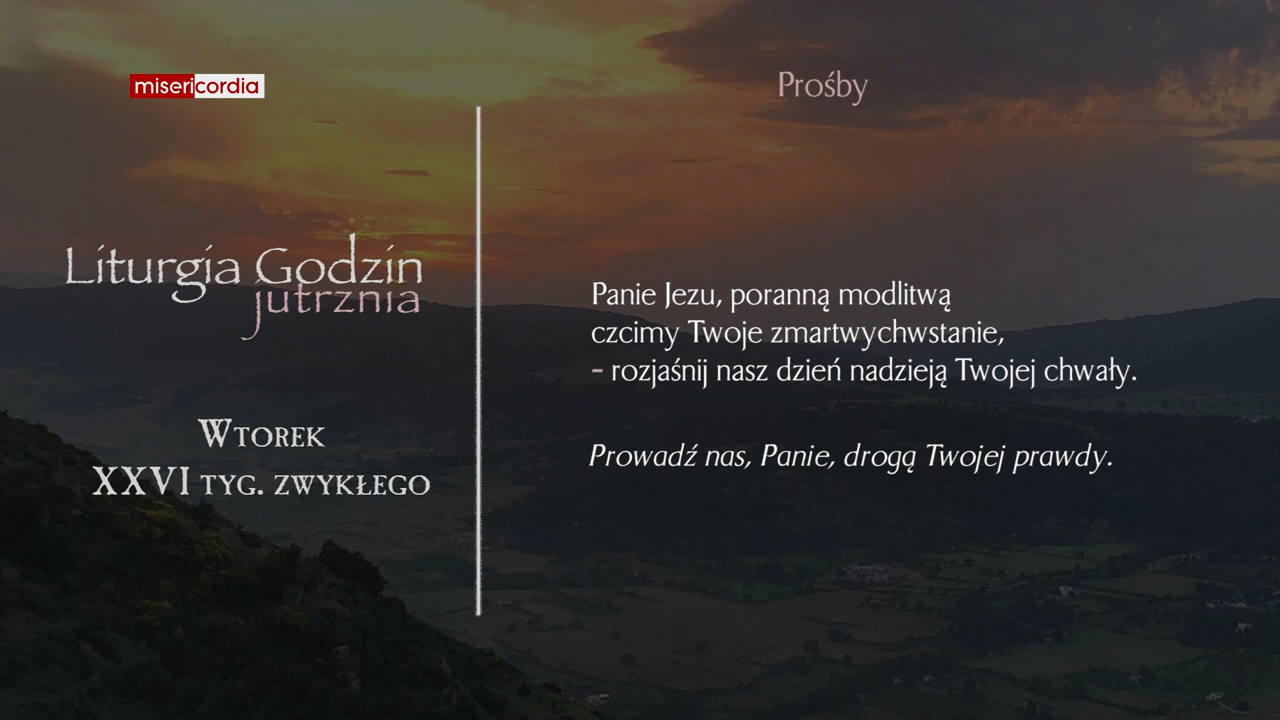 misericordia
Liturgia Godzin
jutrznia
Wtorek
XXVI tyg. zwykłego
Prośby
Panie Jezu, poranną modlitwą
czcimy Twoje zmartwychwstanie,
- rozjaśnij nasz dzień nadzieją Twojej chwały.
Prowadź nas, Panie, drogą Twojej prawdy.